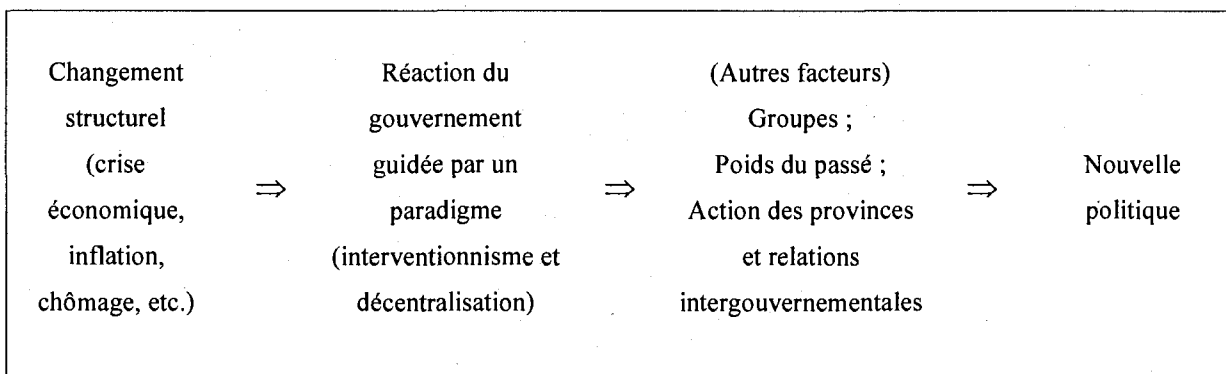 Changement
structurel
(crise
économique,
inflation,
chômage, etc.)
⇒
Réaction du
gouvernement
guidée par un
paradigme
(interventionnisme et
décentralisation)
⇒
(Autres facteurs)
Groupes ;
Poids du passé ;
Action des provinces
et relations
intergouvernementales
⇒
Nouvelle
politique